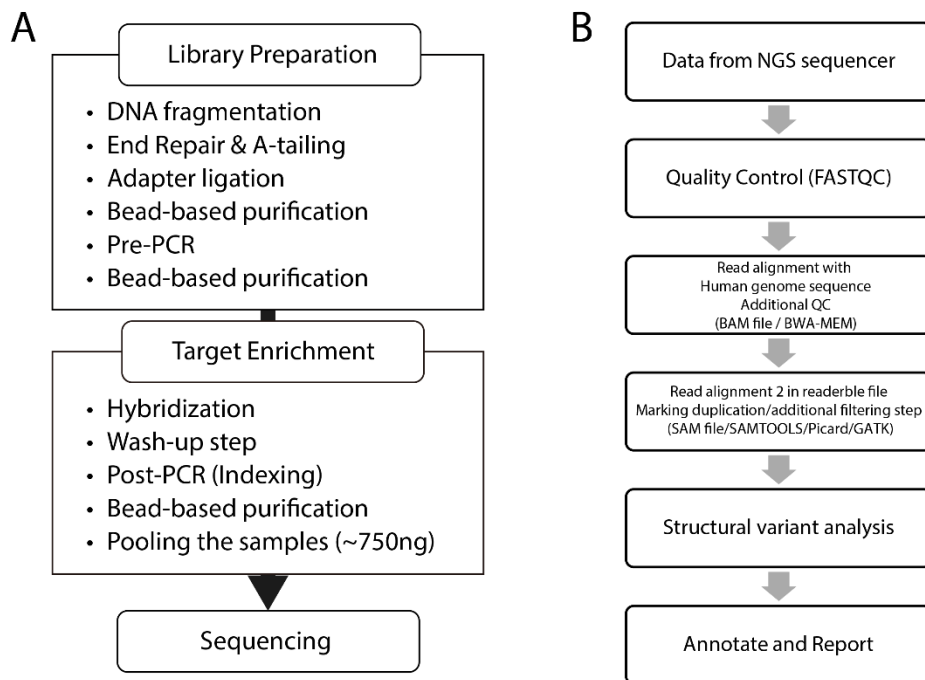 A
Library Preparation
• DNA fragmentation
• End Repair & A-tailing
• Adapter ligation
• Bead-based purification
• Pre-PCR
• Bead-based purification
Target Enrichment
• Hybridization
• Wash-up step
• Post-PCR (Indexing)
• Bead-based purification
• Pooling the samples (~750ng)
Sequencing
B
Data from NGS sequencer
Quality Control (FASTQC)
Read alignment with
Human genome sequence
Additional QC
(BAM file / BWA-MEM)
Read alignment 2 in readerble file
Marking duplication/additional filtering step
(SAM file/SAMTOOLS/Picard/GATK)
Structural variant analysis
Annotate and Report